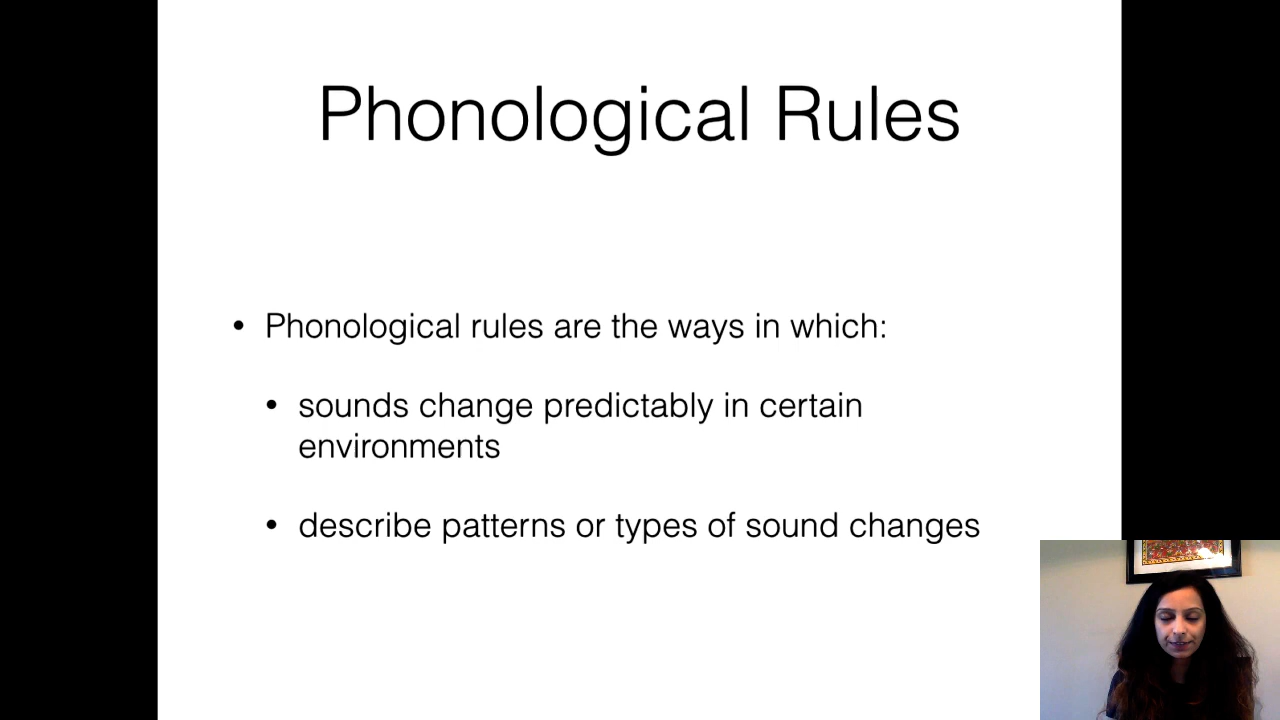 Phonological Rules
• Phonological rules are the ways in which:
• sounds change predictably in certain
environments
• describe patterns or types of sound changes